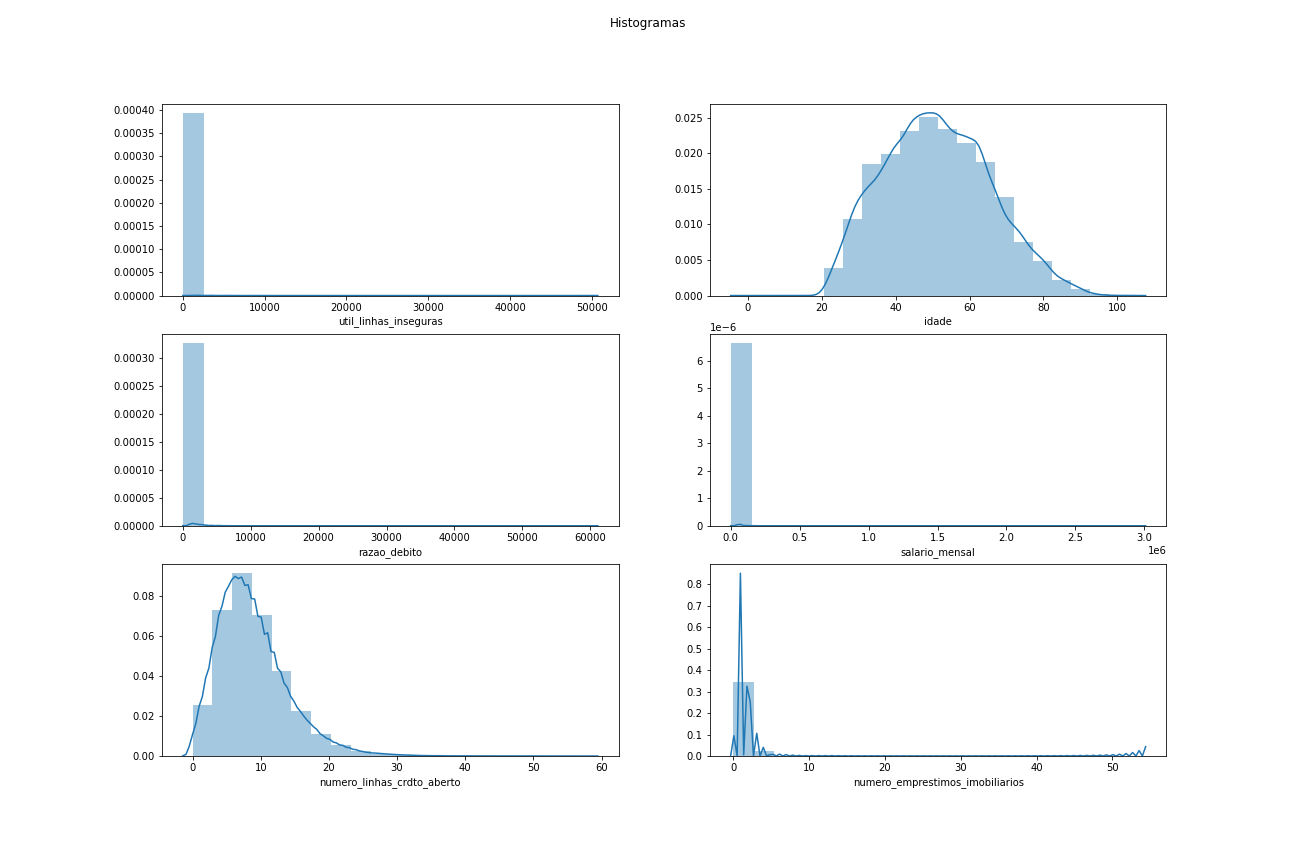 Histogramas
0.00040
0.00035
0.00030
0.00025
0.00020
0.00015
0.00010
0.00005
0.00000
0 10000 20000 30000 40000 50000
util_linhas_inseguras
0.025
0.020
0.015
0.010
0.005
0.000
0 20 40 60 80 100
idade
0.00030
0.00025
0.00020
0.00015
0.00010
0.00005
0.00000
0 10000 20000 30000 40000 50000 60000
razao_debito
1e−6
6
5
4
3
2
1
0
0.0 0.5 1.0 1.5 2.0 2.5 3.0
1e6
salario_mensal
0.08
0.06
0.04
0.02
0.00
0 10 20 30 40 50 60
numero_linhas_crdto_aberto
0.8
0.7
0.6
0.5
0.4
0.3
0.2
0.1
0.0
0 10 20 30 40 50
numero_emprestimos_imobiliarios